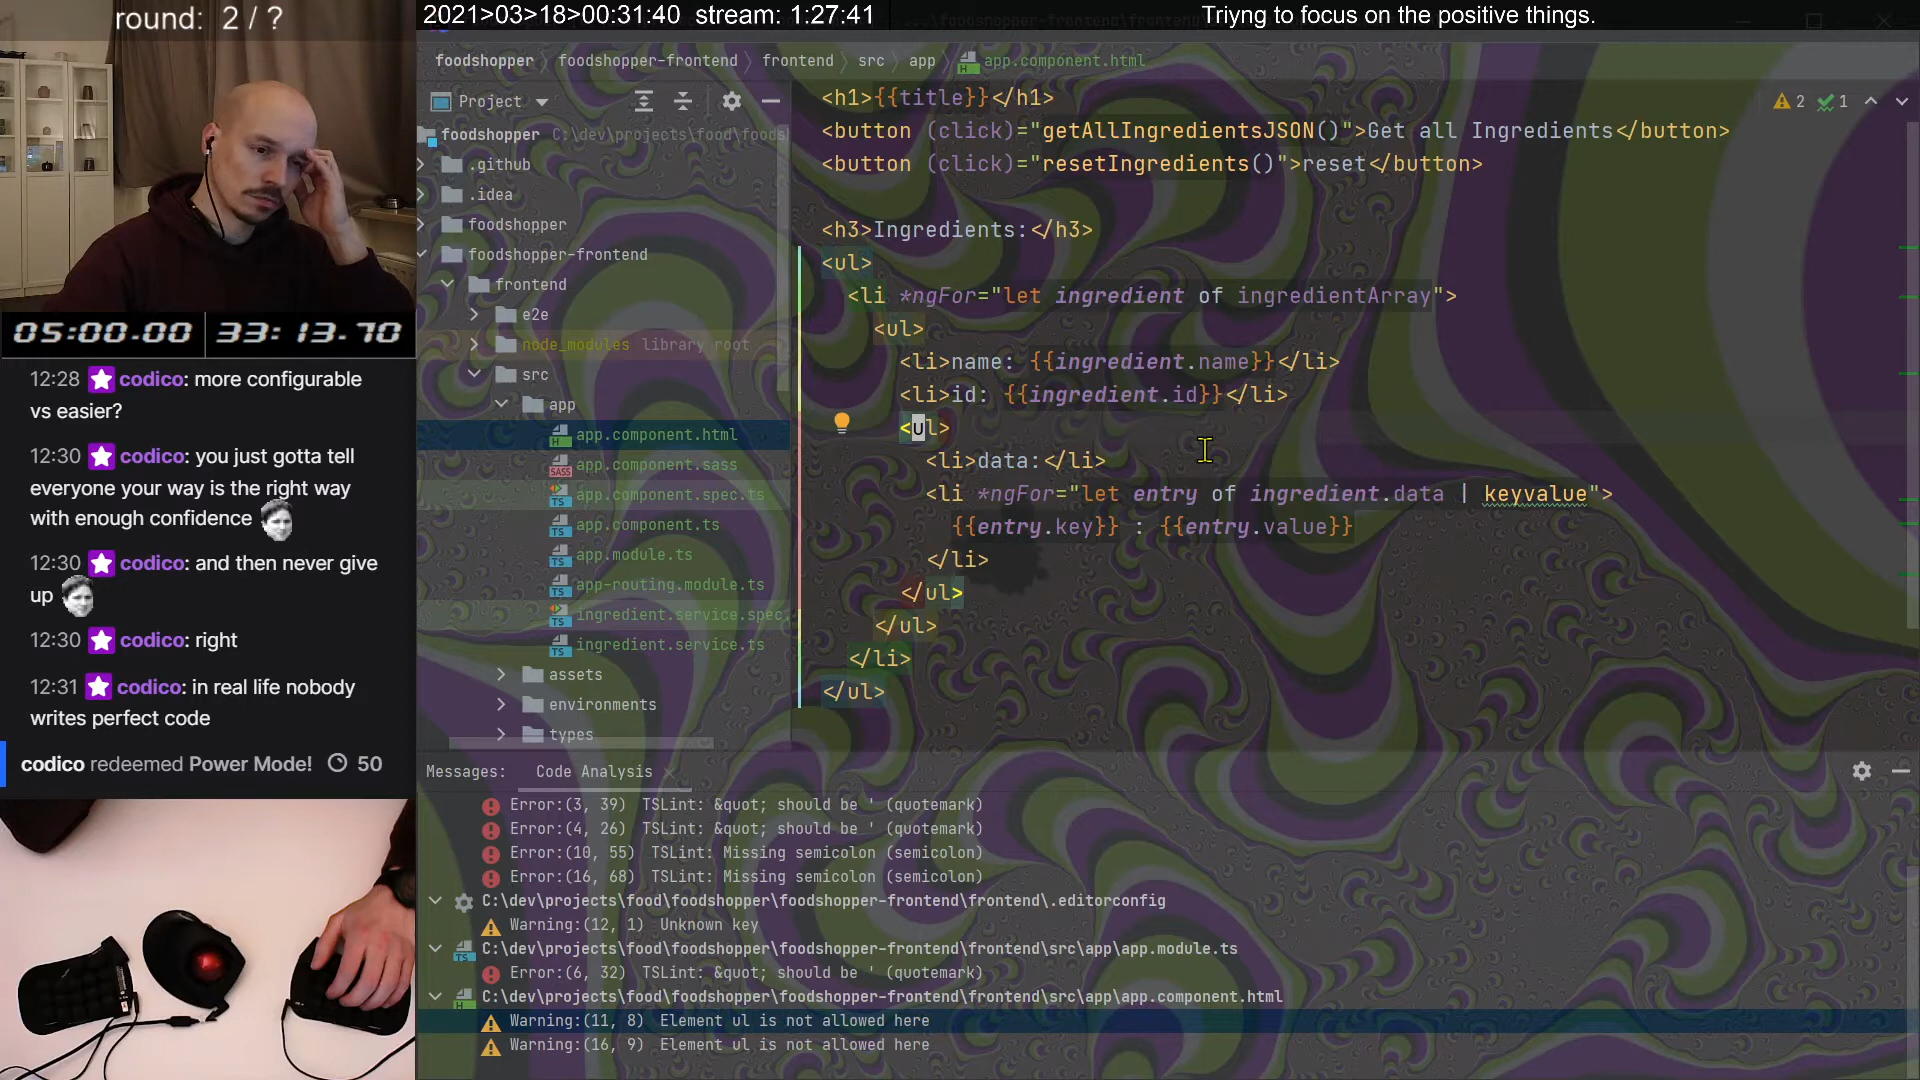 round: 2 / ?
2021>03>18>00:31:40 stream: 1:27:41
Triyng to focus on the positive things.
foodshopper foodshopper-frontend frontend src app app.component.html
Project
foodshopper C:\dev\projects\food\foods
.github
.idea
foodshopper
foodshopper-frontend
frontend
e2e
node_modules library root
src
app
app.component.html
app.component.sass
app.component.spec.ts
app.component.ts
app.module.ts
app-routing.module.ts
ingredient.service.spec.
ingredient.service.ts
assets
environments
types
<h1>{{title}}</h1>
<button (click)="getAllIngredientsJSON()">Get all Ingredients</button>
<button (click)="resetIngredients()">reset</button>
<h3>Ingredients:</h3>
<ul>
<li *ngFor="let ingredient of ingredientArray">
<ul>
<li>name: {{ingredient.name}}</li>
<li>id: {{ingredient.id}}</li>
<ul>
<li>data:</li>
<li *ngFor="let entry of ingredient.data | keyvalue">
{{entry.key}} : {{entry.value}}
</li>
</ul>
</ul>
</li>
</ul>
2 1
05:00.00 33:13.70
12:28 codico: more configurable
vs easier?
12:30 codico: you just gotta tell
everyone your way is the right way
with enough confidence
12:30 codico: and then never give
up
12:30 codico: right
12:31 codico: in real life nobody
writes perfect code
codico redeemed Power Mode! 50
Messages: Code Analysis
Error:(3, 39) TSLint: &quot; should be ' (quotemark)
Error:(4, 26) TSLint: &quot; should be ' (quotemark)
Error:(10, 55) TSLint: Missing semicolon (semicolon)
Error:(16, 68) TSLint: Missing semicolon (semicolon)
C:\dev\projects\food\foodshopper\foodshopper-frontend\frontend\.editorconfig
Warning:(12, 1) Unknown key
C:\dev\projects\food\foodshopper\foodshopper-frontend\frontend\src\app\app.module.ts
Error:(6, 32) TSLint: &quot; should be ' (quotemark)
C:\dev\projects\food\foodshopper\foodshopper-frontend\frontend\src\app\app.component.html
Warning:(11, 8) Element ul is not allowed here
Warning:(16, 9) Element ul is not allowed here